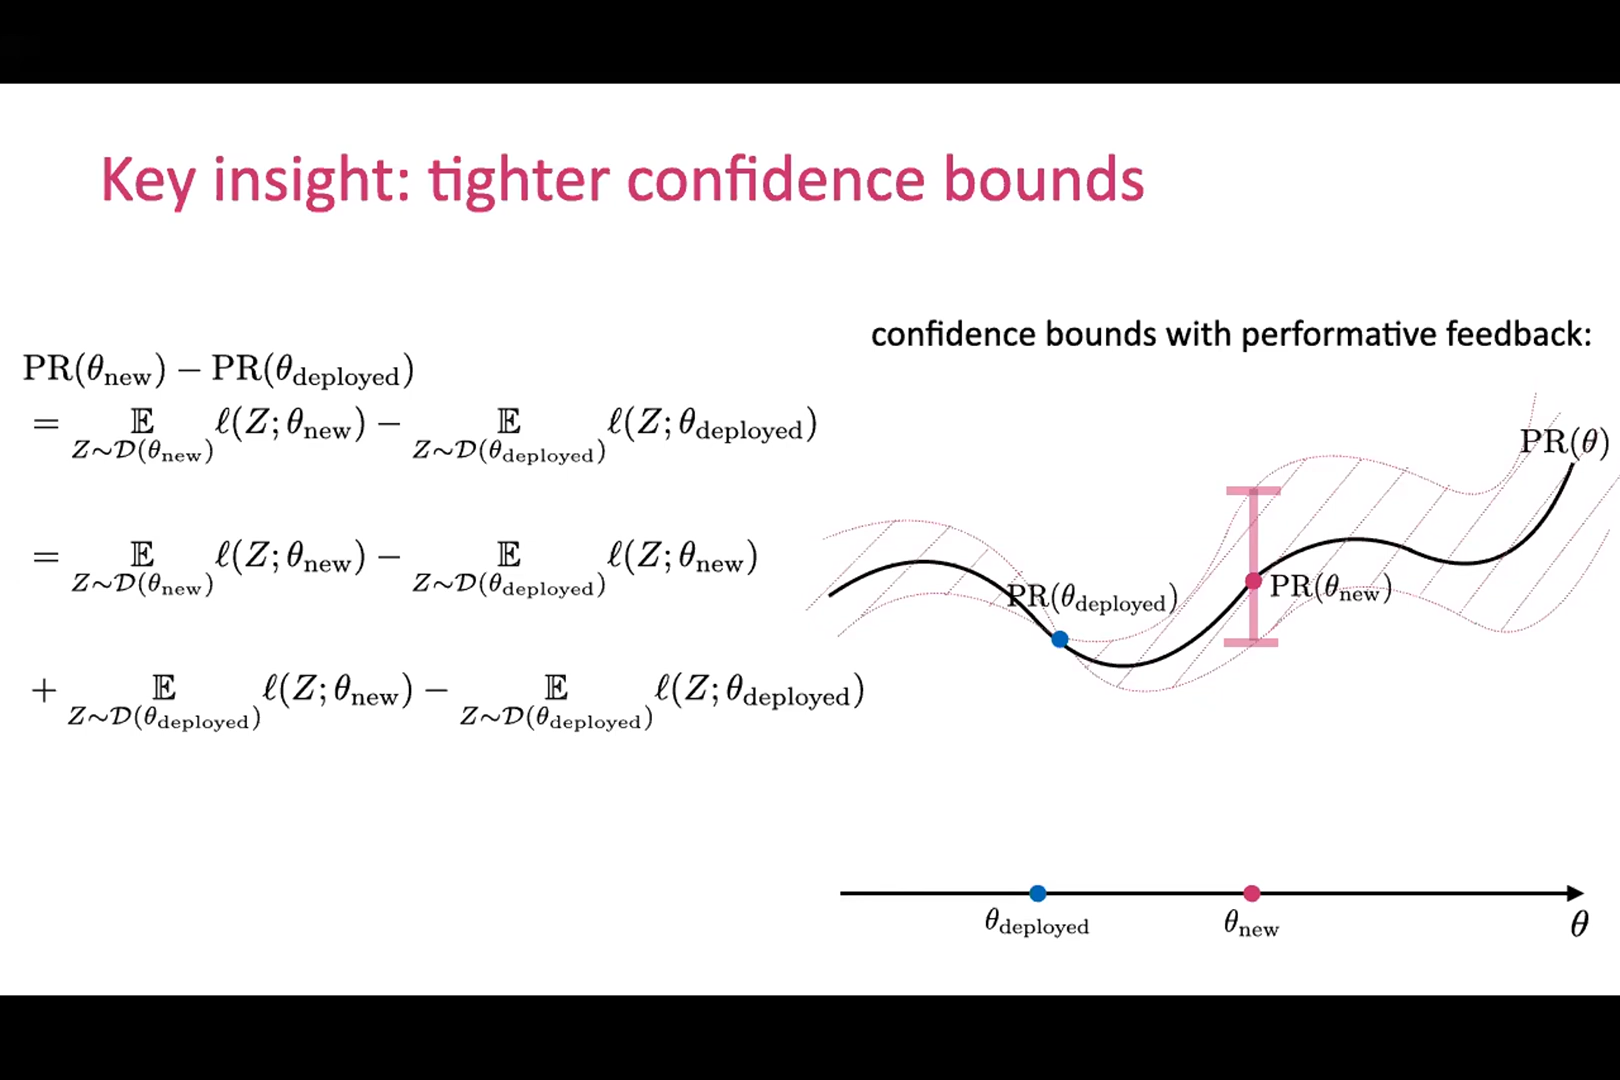 Key insight: tighter confidence bounds
confidence bounds with performative feedback:
PR(θ_new) − PR(θ_deployed)
= 𝔼_{Z∼𝒟(θ_new)} ℓ(Z; θ_new) − 𝔼_{Z∼𝒟(θ_deployed)} ℓ(Z; θ_deployed)
= 𝔼_{Z∼𝒟(θ_new)} ℓ(Z; θ_new) − 𝔼_{Z∼𝒟(θ_deployed)} ℓ(Z; θ_new)
+ 𝔼_{Z∼𝒟(θ_deployed)} ℓ(Z; θ_new) − 𝔼_{Z∼𝒟(θ_deployed)} ℓ(Z; θ_deployed)
PR(θ)
PR(θ_deployed)
PR(θ_new)
θ_deployed
θ_new
θ